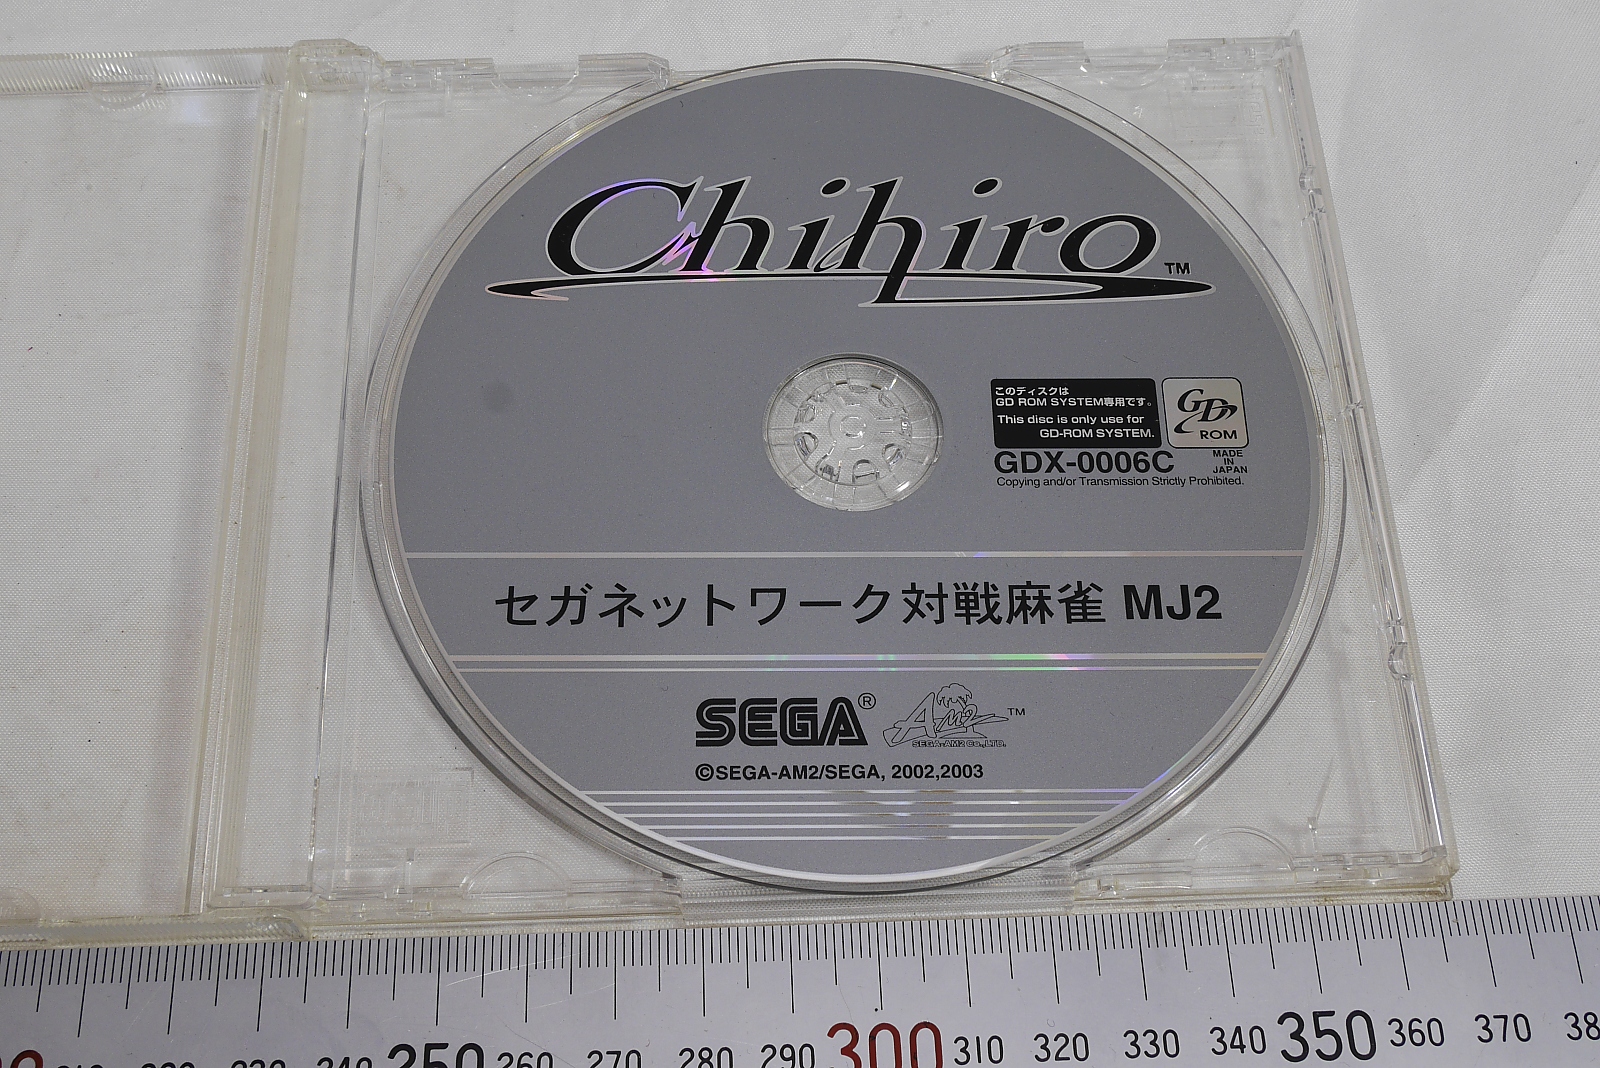 Chihiro™
このディスクは
GD ROM SYSTEM専用です。
This disc is only use for
GD-ROM SYSTEM.
GD
ROM
GDX-0006C
MADE
IN
JAPAN
Copying and/or Transmission Strictly Prohibited.
セガネットワーク対戦麻雀 MJ2
SEGA®
AM2™
SEGA-AM2 Co.,LTD.
©SEGA-AM2/SEGA, 2002,2003
250 260 270 280 290 300 310 320 330 340 350 360 370